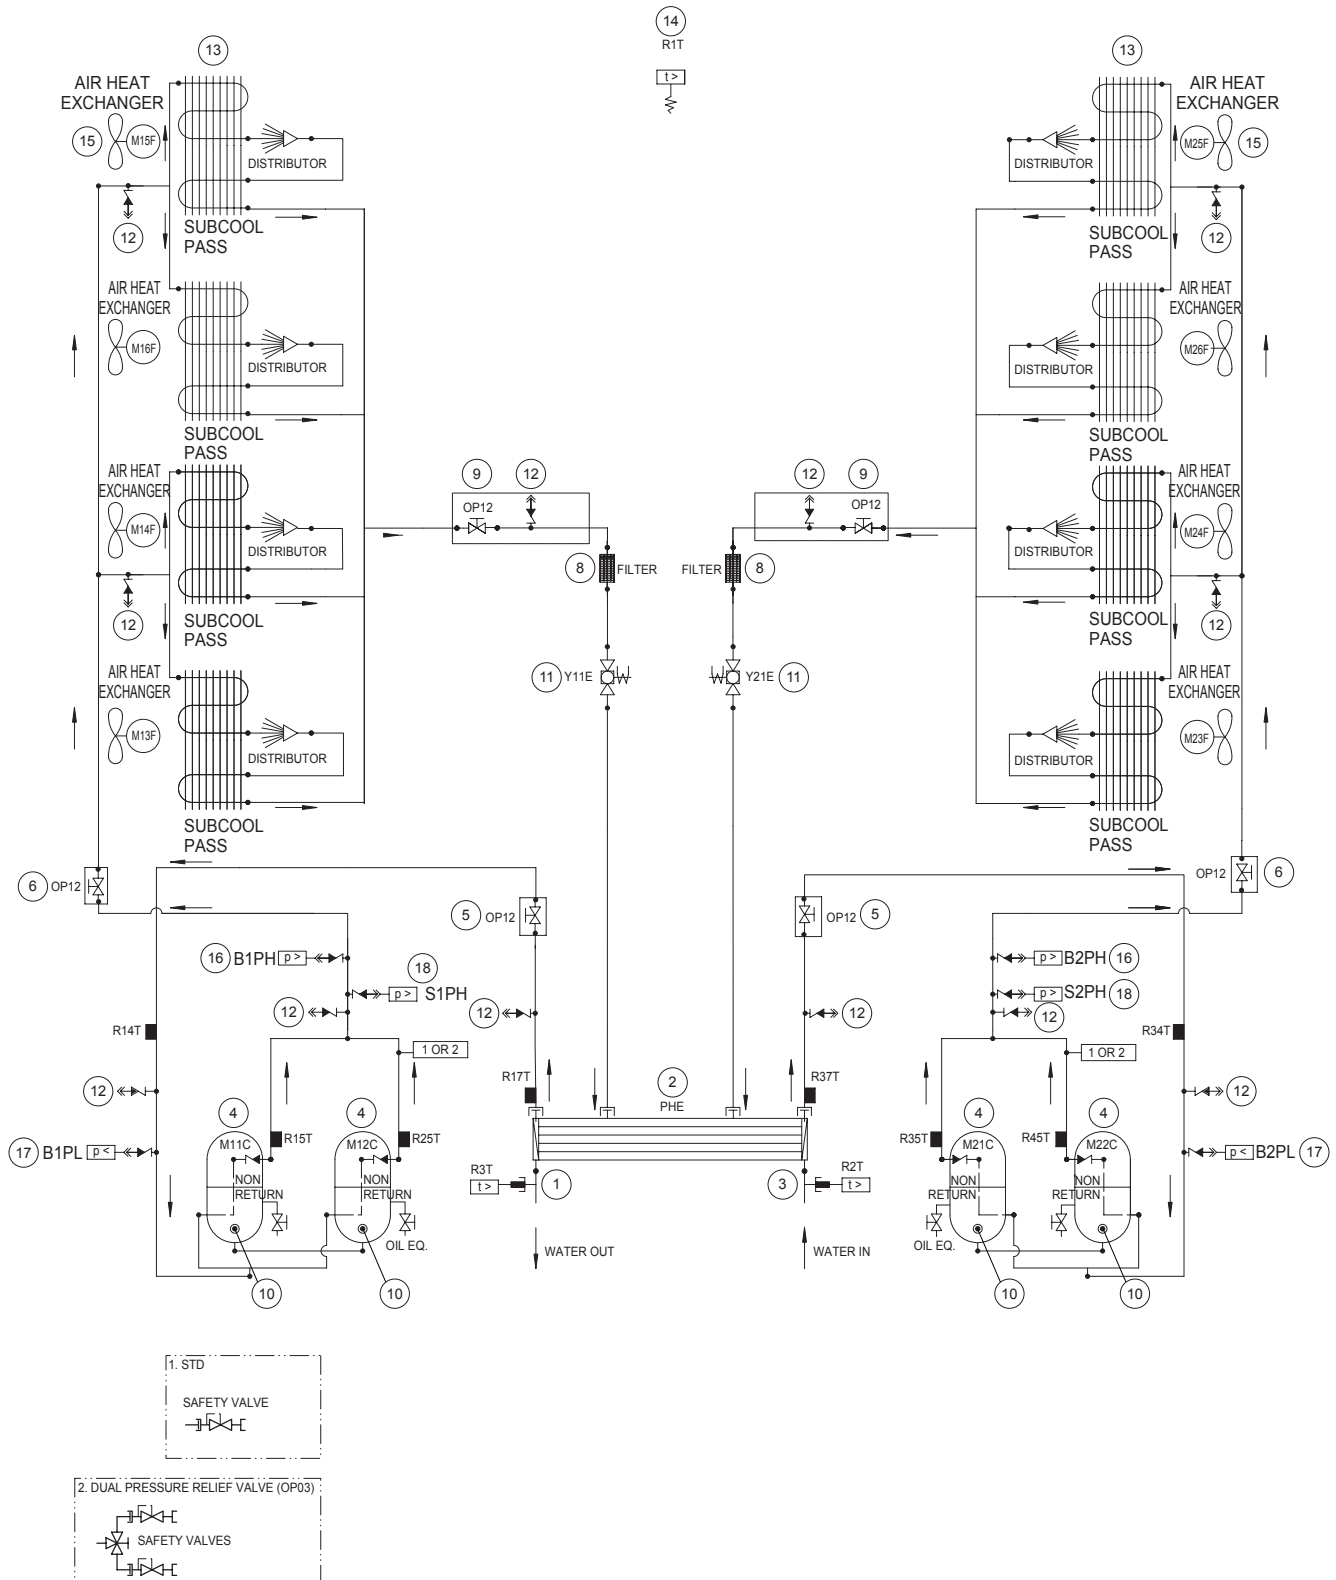 14
R1T
t >
13
13
AIR HEAT
EXCHANGER
AIR HEAT
EXCHANGER
15
M15F
M25F
15
DISTRIBUTOR
DISTRIBUTOR
12
SUBCOOL
PASS
SUBCOOL
PASS
12
AIR HEAT
EXCHANGER
AIR HEAT
EXCHANGER
M16F
M26F
DISTRIBUTOR
DISTRIBUTOR
SUBCOOL
PASS
SUBCOOL
PASS
AIR HEAT
EXCHANGER
AIR HEAT
EXCHANGER
9
12
12
9
OP12
OP12
M14F
M24F
DISTRIBUTOR
DISTRIBUTOR
8
FILTER
FILTER
8
12
SUBCOOL
PASS
SUBCOOL
PASS
12
AIR HEAT
EXCHANGER
AIR HEAT
EXCHANGER
11
Y11E
Y21E
11
M13F
M23F
DISTRIBUTOR
DISTRIBUTOR
SUBCOOL
PASS
SUBCOOL
PASS
6
OP12
OP12
6
5
OP12
OP12
5
16
B1PH
p >
p >
B2PH
16
18
p >
S1PH
p >
S2PH
18
12
12
12
12
R14T
R34T
1 OR 2
1 OR 2
R17T
2
PHE
R37T
12
12
4
4
4
4
M11C
M12C
M21C
M22C
R15T
R25T
R35T
R45T
17
B1PL
p <
p <
B2PL
17
R3T
t >
1
3
R2T
t >
NON
RETURN
NON
RETURN
NON
RETURN
NON
RETURN
OIL EQ.
WATER OUT
WATER IN
OIL EQ.
10
10
10
10
1. STD
SAFETY VALVE
2. DUAL PRESSURE RELIEF VALVE (OP03)
SAFETY VALVES